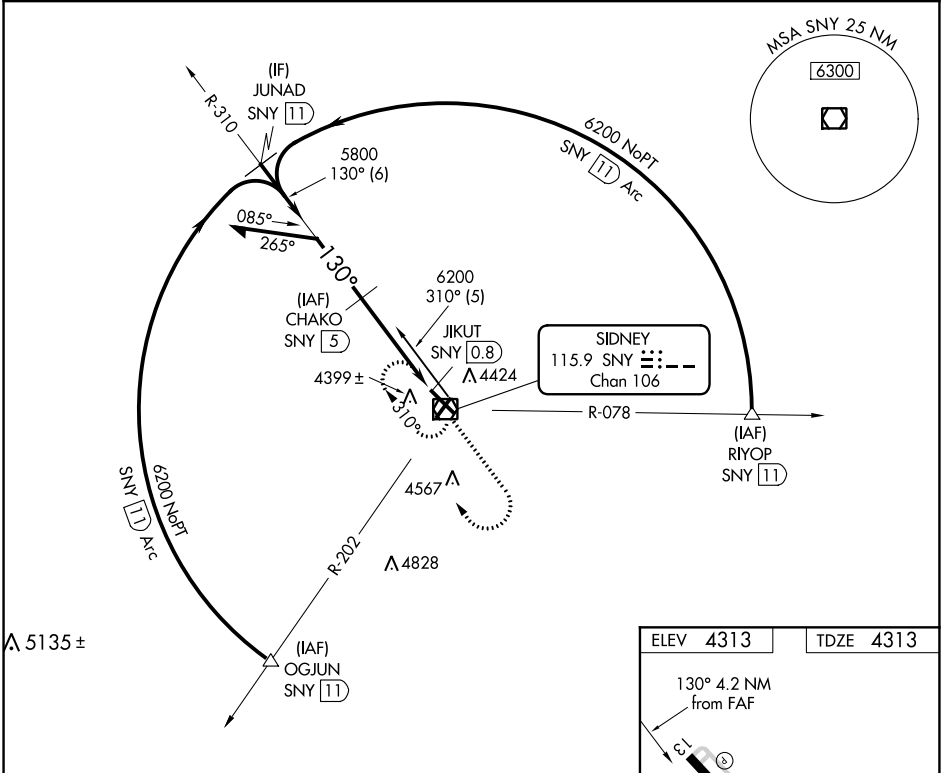 MSA SNY 25 NM
6300
(IF)
JUNAD
SNY 11
R-310
5800
130° (6)
6200 NoPT
SNY 11 Arc
085°
265°
130°
(IAF)
CHAKO
SNY 5
6200
310° (5)
JIKUT
SNY 0.8
4399 ±
4424
310°
SIDNEY
115.9 SNY
Chan 106
R-078
(IAF)
RIYOP
SNY 11
6200 NoPT
SNY 11 Arc
4567
R-202
4828
5135 ±
(IAF)
OGJUN
SNY 11
ELEV 4313
TDZE 4313
130° 4.2 NM
from FAF
13
P